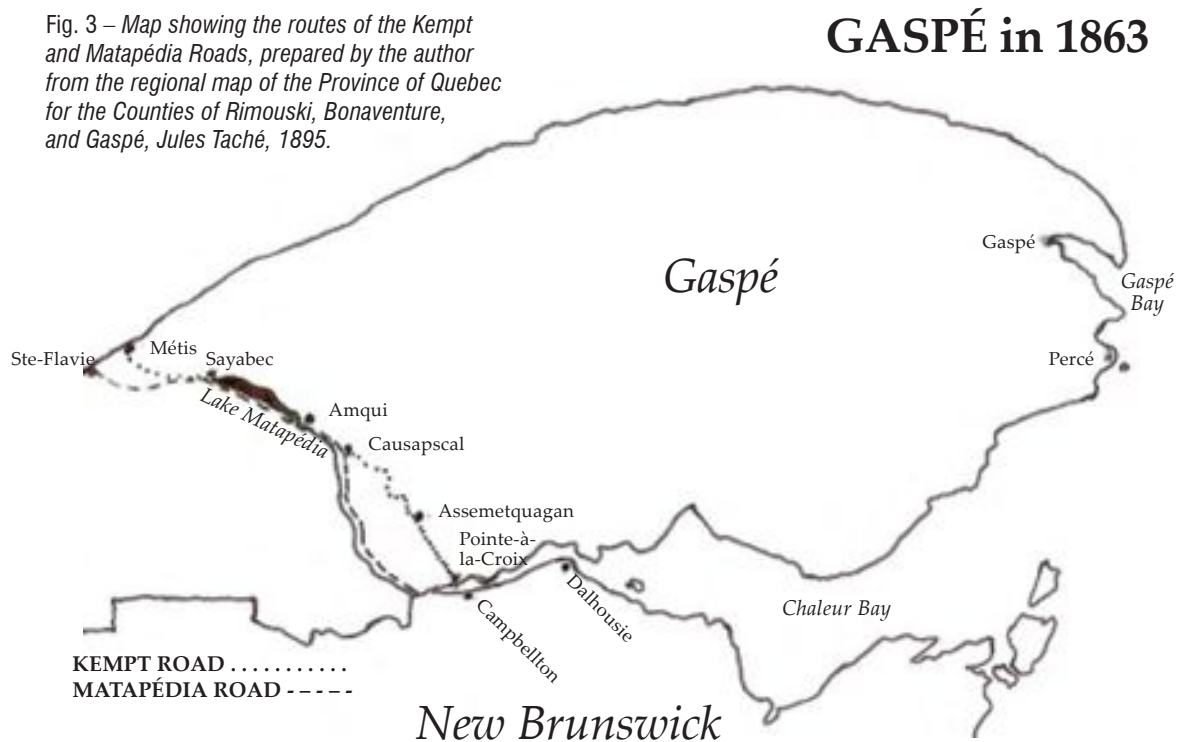 Fig. 3 – Map showing the routes of the Kempt
and Matapédia Roads, prepared by the author
from the regional map of the Province of Quebec
for the Counties of Rimouski, Bonaventure,
and Gaspé, Jules Taché, 1895.
GASPÉ in 1863
Gaspé
Gaspé
Gaspé
Bay
Ste-Flavie
Métis
Sayabec
Percé
Lake Matapédia
Amqui
Causapscal
Assemetquagan
Pointe-à-
la-Croix
Campbellton
Dalhousie
Chaleur Bay
KEMPT ROAD . . . . . . . . . . .
MATAPÉDIA ROAD - – - – -
New Brunswick